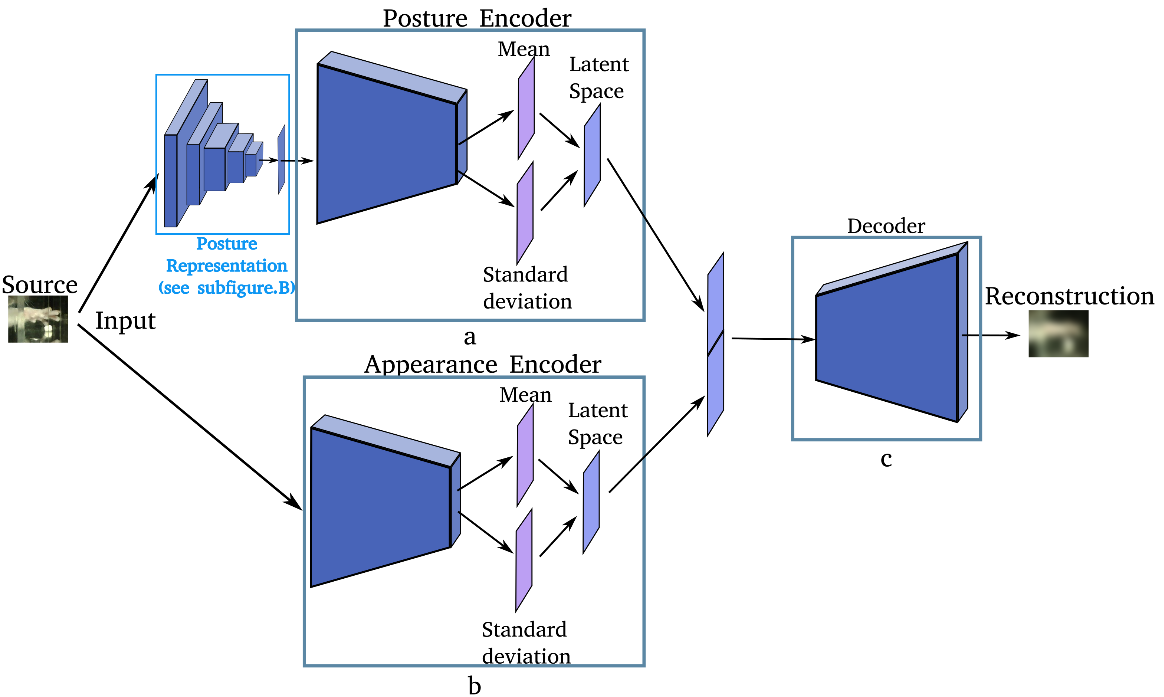 Posture Encoder
Mean
Latent
Space
Posture
Representation
(see subfigure.B)
Standard
deviation
a
Source
Input
Appearance Encoder
Mean
Latent
Space
Standard
deviation
b
Decoder
c
Reconstruction